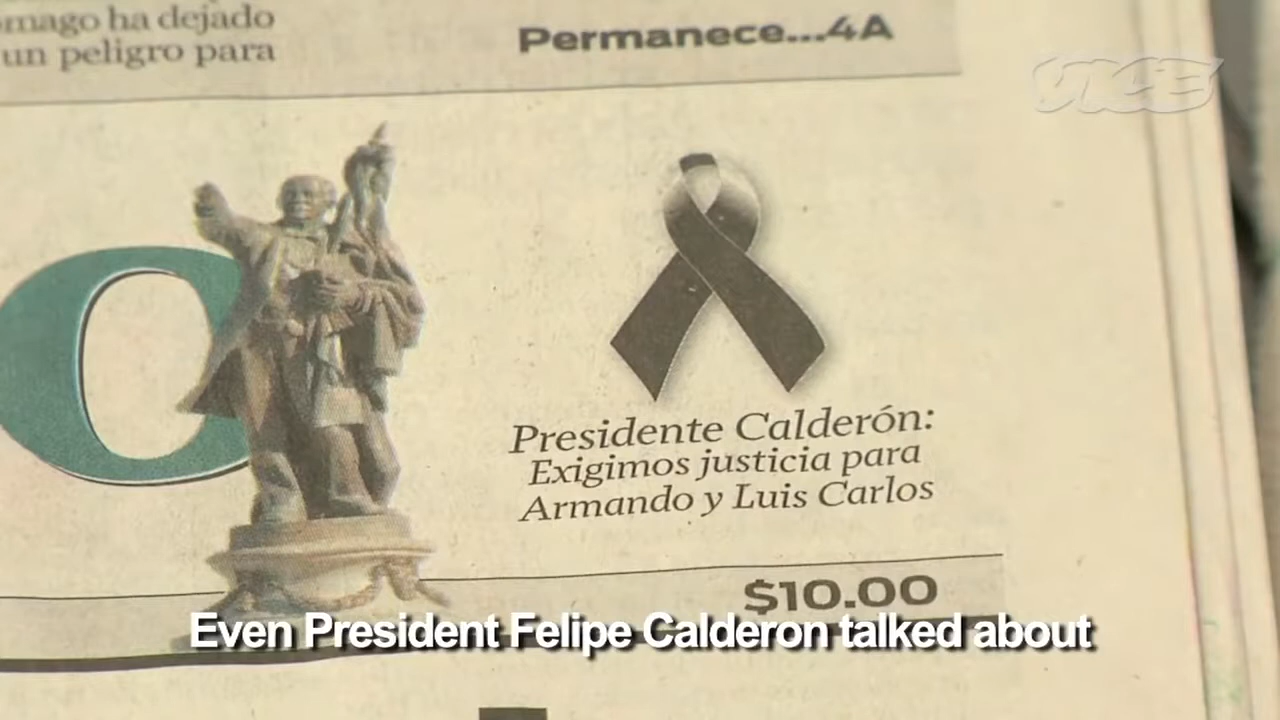 ha dejado
un peligro para
Permanece...4A
VICE
O
Presidente Calderón:
Exigimos justicia para
Armando y Luis Carlos
$10.00
Even President Felipe Calderon talked about